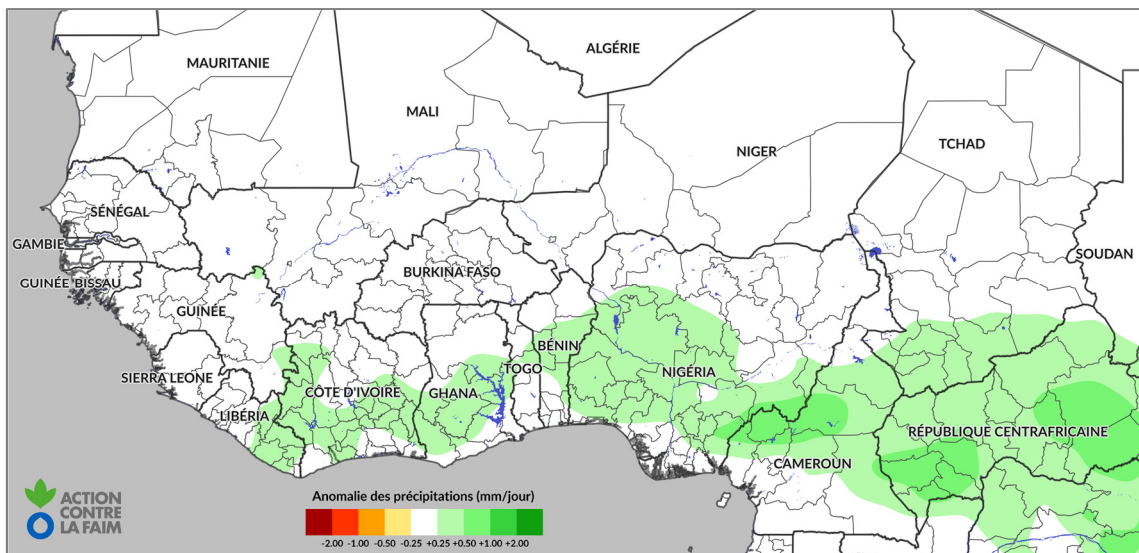 ALGÉRIE
MAURITANIE
MALI
TCHAD
NIGER
SÉNÉGAL
GAMBIE
SOUDAN
BURKINA FASO
GUINÉE BISSAU
GUINÉE
BÉNIN
TOGO
NIGÉRIA
SIERRA LEONE
CÔTE D'IVOIRE
GHANA
LIBÉRIA
RÉPUBLIQUE CENTRAFRICAINE
CAMEROUN
ACTION
CONTRE
LA FAIM
Anomalie des précipitations (mm/jour)
-2.00 -1.00 -0.50 -0.25 +0.25 +0.50 +1.00 +2.00